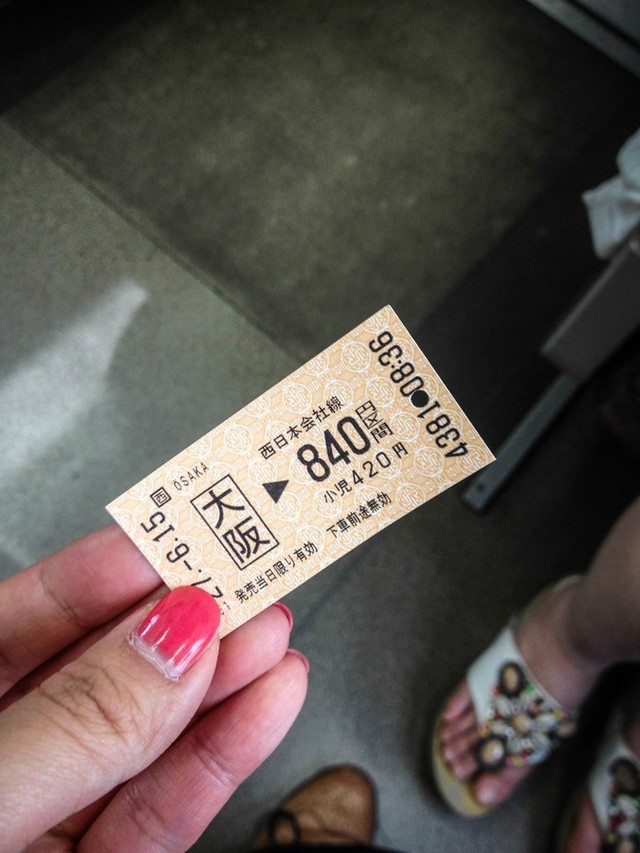 西日本会社線
西 ŌSAKA
大阪 ▶ 840円区間
小児420円
発売当日限り有効 下車前途無効
7.-6.15
4381●08:36